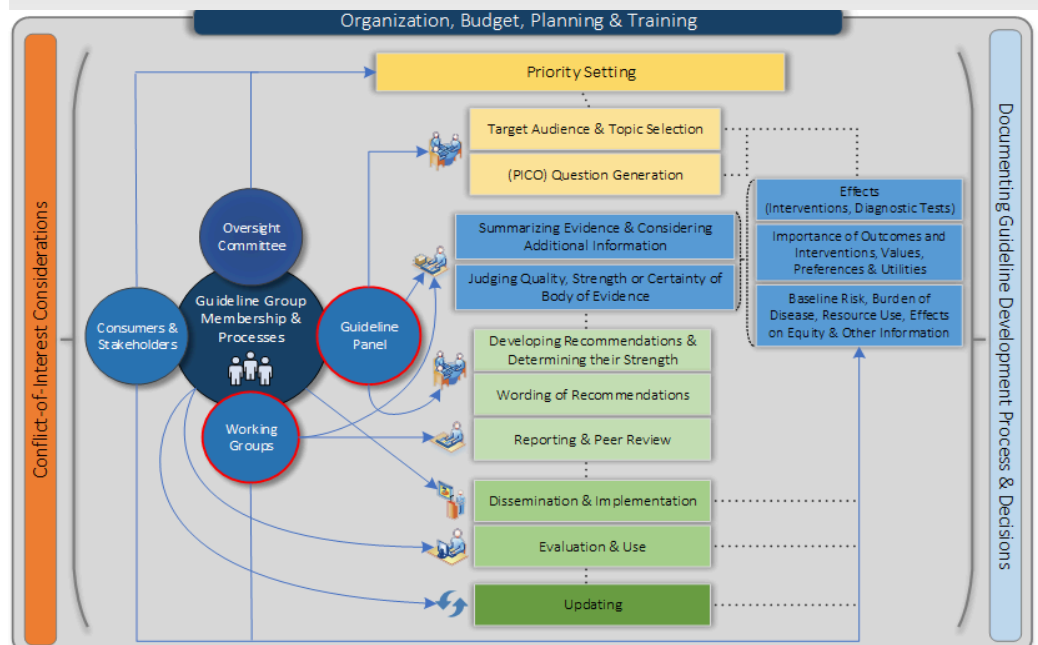 Organization, Budget, Planning & Training
Conflict-of-Interest Considerations
Priority Setting
Target Audience & Topic Selection
(PICO) Question Generation
Oversight
Committee
Guideline Group
Membership &
Processes
Consumers &
Stakeholders
Guideline
Panel
Working
Groups
Summarizing Evidence & Considering
Additional Information
Judging Quality, Strength or Certainty of
Body of Evidence
Effects
(Interventions, Diagnostic Tests)
Importance of Outcomes and
Interventions, Values,
Preferences & Utilities
Baseline Risk, Burden of
Disease, Resource Use, Effects
on Equity & Other Information
Developing Recommendations &
Determining their Strength
Wording of Recommendations
Reporting & Peer Review
Dissemination & Implementation
Evaluation & Use
Updating
Documenting Guideline Development Process & Decisions